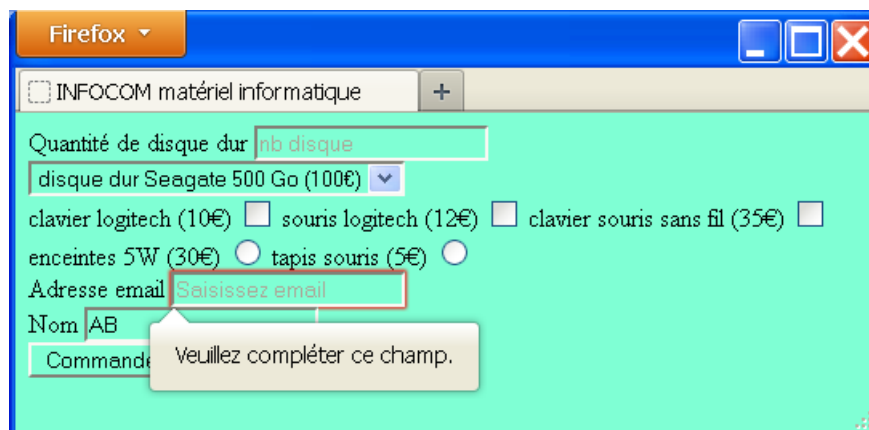 Firefox
INFOCOM matériel informatique
+
Quantité de disque dur nb disque
disque dur Seagate 500 Go (100€)
clavier logitech (10€) souris logitech (12€) clavier souris sans fil (35€)
enceintes 5W (30€) tapis souris (5€)
Adresse email Saisissez email
Nom AB
Commande
Veuillez compléter ce champ.